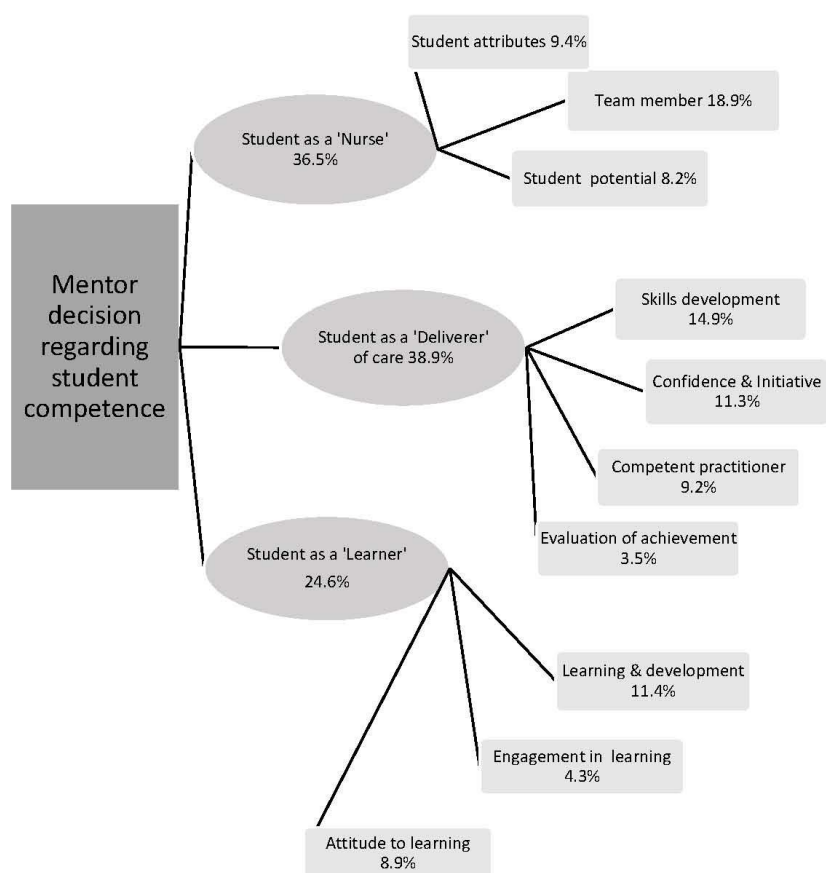 Mentor
decision
regarding
student
competence
Student as a 'Nurse'
36.5%
Student attributes 9.4%
Team member 18.9%
Student potential 8.2%
Student as a 'Deliverer'
of care 38.9%
Skills development
14.9%
Confidence & Initiative
11.3%
Competent practitioner
9.2%
Evaluation of achievement
3.5%
Student as a 'Learner'
24.6%
Learning & development
11.4%
Engagement in learning
4.3%
Attitude to learning
8.9%